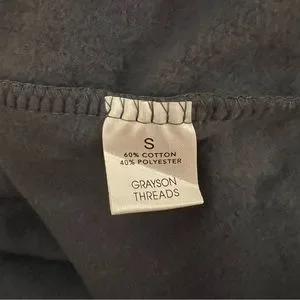 S
60% COTTON
40% POLYESTER
GRAYSON
THREADS